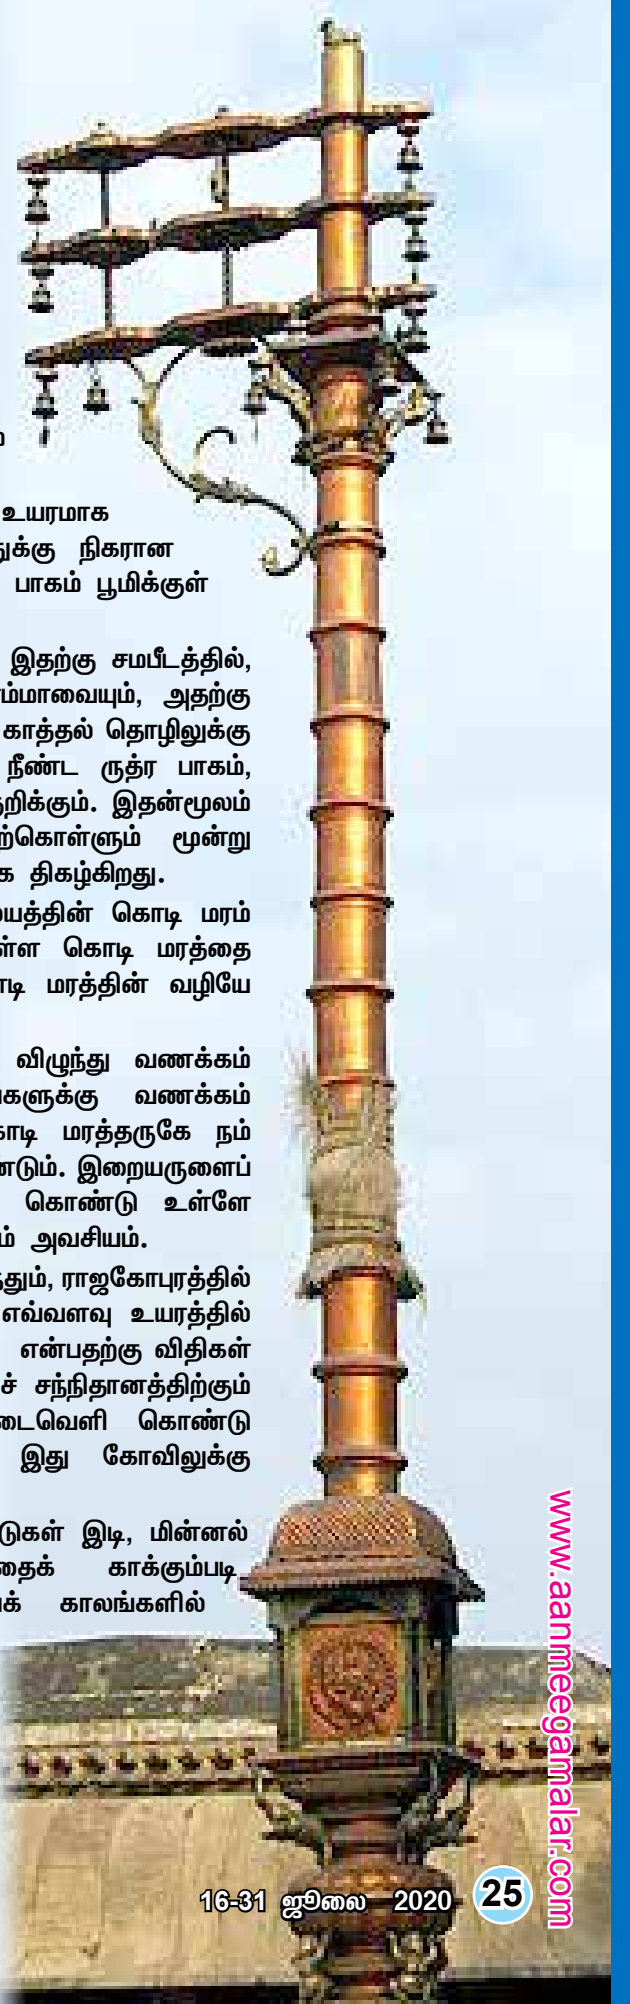 உயரமாக
துக்கு நிகரான
பாகம் பூமிக்குள்
இதற்கு சமபீடத்தில்,
ம்மாவையும், அதற்கு
காத்தல் தொழிலுக்கு
நீண்ட ருத்ர பாகம்,
குறிக்கும். இதன்மூலம்
ற்கொள்ளும் மூன்று
க திகழ்கிறது.
யத்தின் கொடி மரம்
ள்ள கொடி மரத்தை
டி மரத்தின் வழியே
விழுந்து வணக்கம்
களுக்கு வணக்கம்
காடி மரத்தருகே நம்
ண்டும். இறையருளைப்
கொண்டு உள்ளே
ம் அவசியம்.
தும், ராஜகோபுரத்தில்
எவ்வளவு உயரத்தில்
என்பதற்கு விதிகள்
ச் சந்நிதானத்திற்கும்
டைவெளி கொண்டு
இது கோவிலுக்கு
டுகள் இடி, மின்னல்
தைக் காக்கும்படி
க் காலங்களில்
www.aanmeegamalar.com
16-31 ஜூலை 2020 25